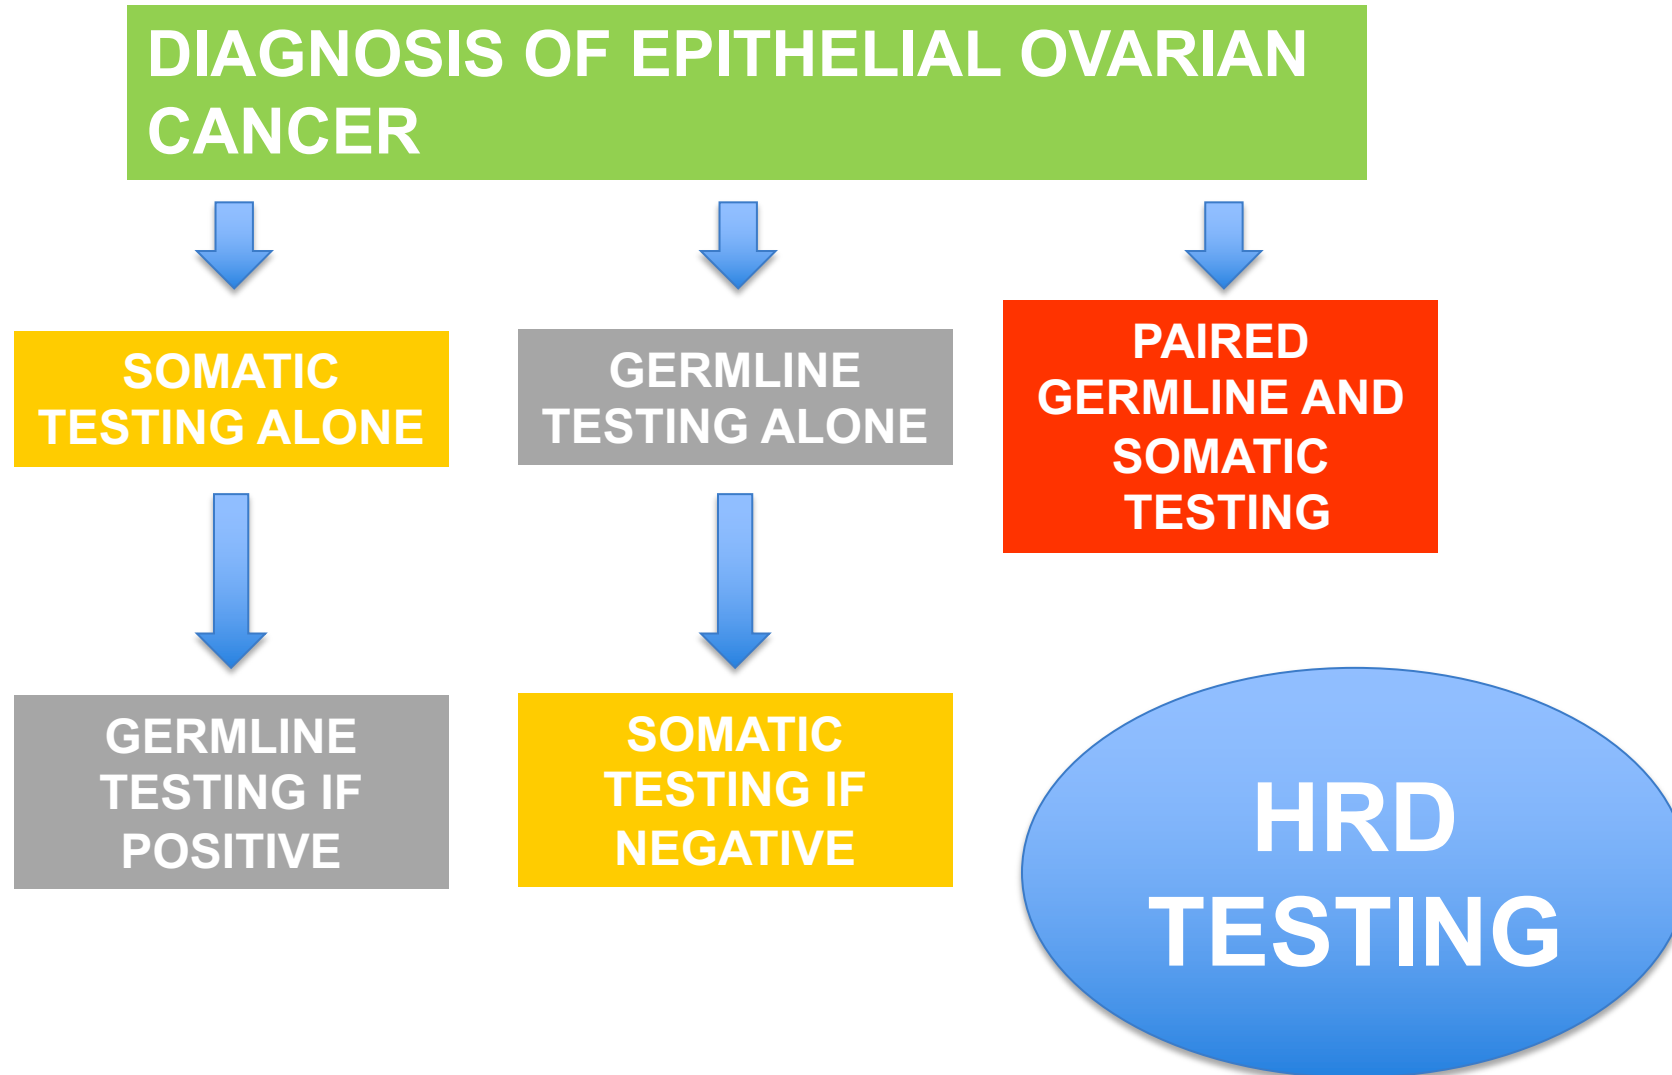 DIAGNOSIS OF EPITHELIAL OVARIAN
CANCER
SOMATIC
TESTING ALONE
GERMLINE
TESTING ALONE
PAIRED
GERMLINE AND
SOMATIC
TESTING
GERMLINE
TESTING IF
POSITIVE
SOMATIC
TESTING IF
NEGATIVE
HRD
TESTING